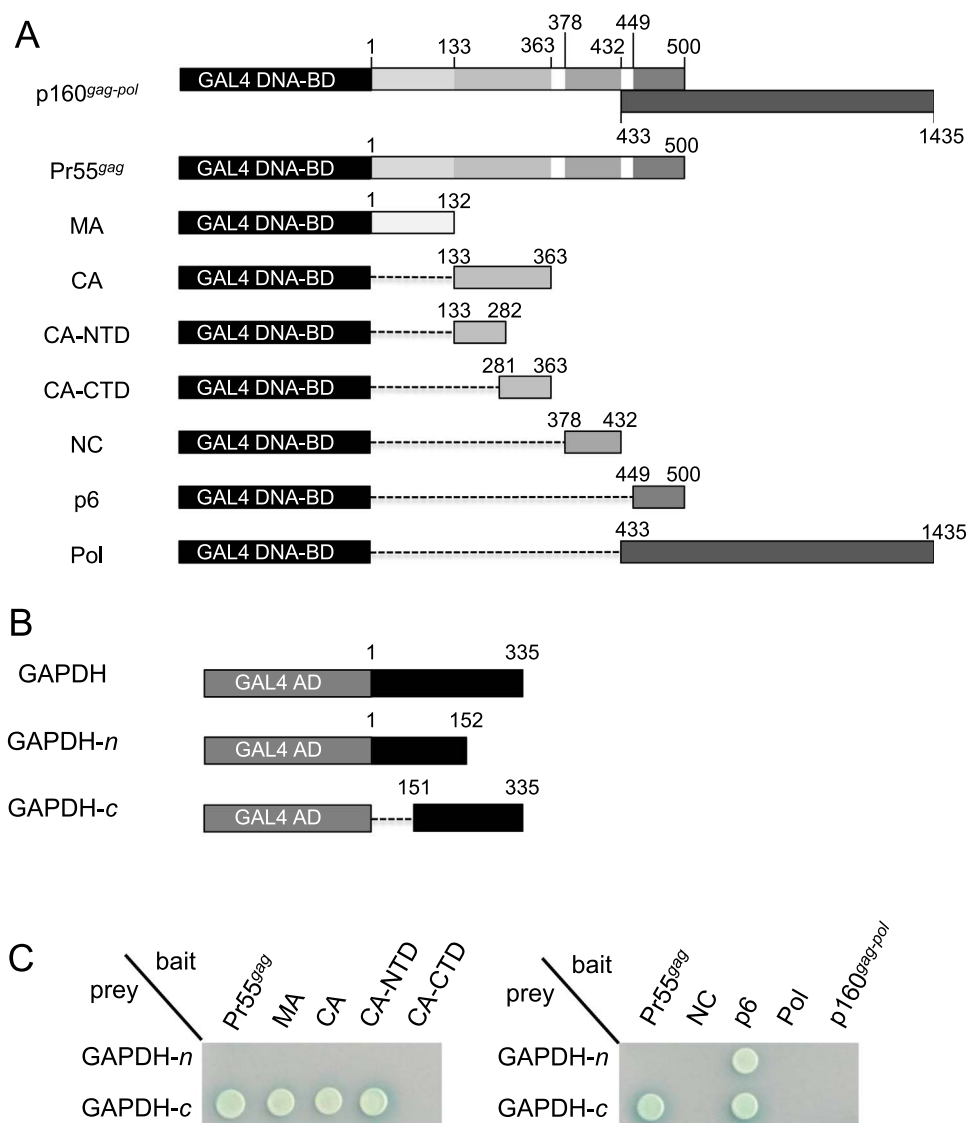 A
1 133 363 378 432 449 500
p160gag-pol GAL4 DNA-BD
433 1435
1 500
Pr55gag GAL4 DNA-BD
1 132
MA GAL4 DNA-BD
133 363
CA GAL4 DNA-BD
133 282
CA-NTD GAL4 DNA-BD
281 363
CA-CTD GAL4 DNA-BD
378 432
NC GAL4 DNA-BD
449 500
p6 GAL4 DNA-BD
433 1435
Pol GAL4 DNA-BD
B
1 335
GAPDH GAL4 AD
1 152
GAPDH-n GAL4 AD
151 335
GAPDH-c GAL4 AD
C
bait
prey
Pr55gag MA CA CA-NTD CA-CTD
GAPDH-n
GAPDH-c
bait
prey
Pr55gag NC p6 Pol p160gag-pol
GAPDH-n
GAPDH-c